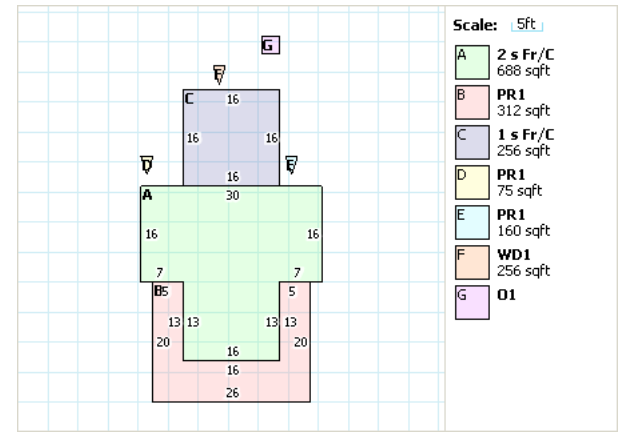 G
F
C 16
16 16
16
D E
A 30
16 16
7 7
B 5 5
13 13 13 13
20 20
16
16
26
Scale: 5ft
A 2 s Fr/C
688 sqft
B PR1
312 sqft
C 1 s Fr/C
256 sqft
D PR1
75 sqft
E PR1
160 sqft
F WD1
256 sqft
G O1